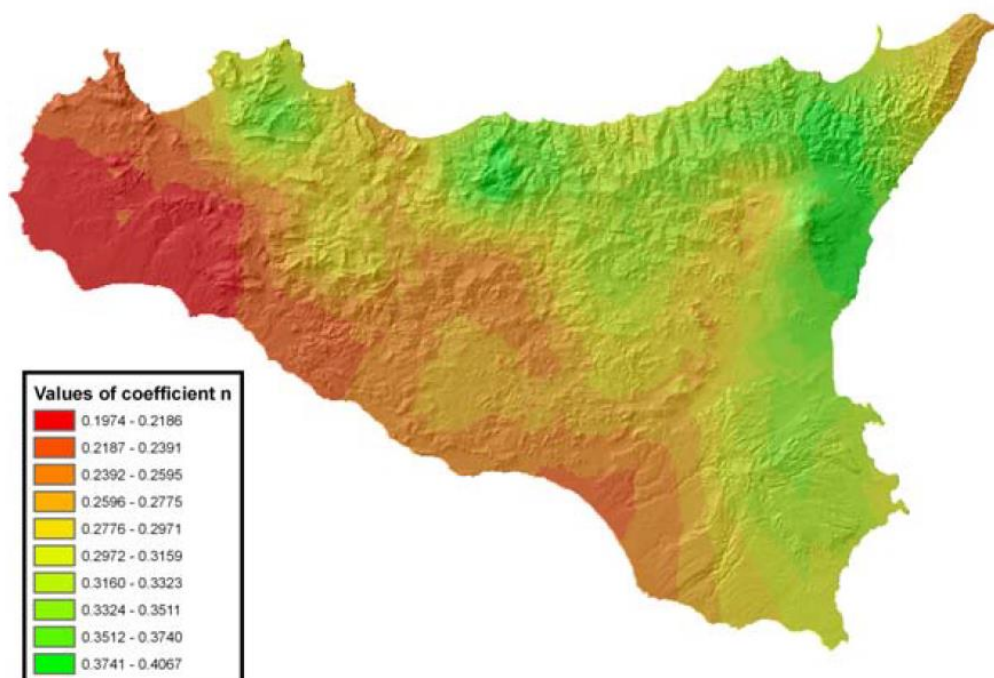 Values of coefficient n
0.1974 - 0.2186
0.2187 - 0.2391
0.2392 - 0.2595
0.2596 - 0.2775
0.2776 - 0.2971
0.2972 - 0.3159
0.3160 - 0.3323
0.3324 - 0.3511
0.3512 - 0.3740
0.3741 - 0.4067